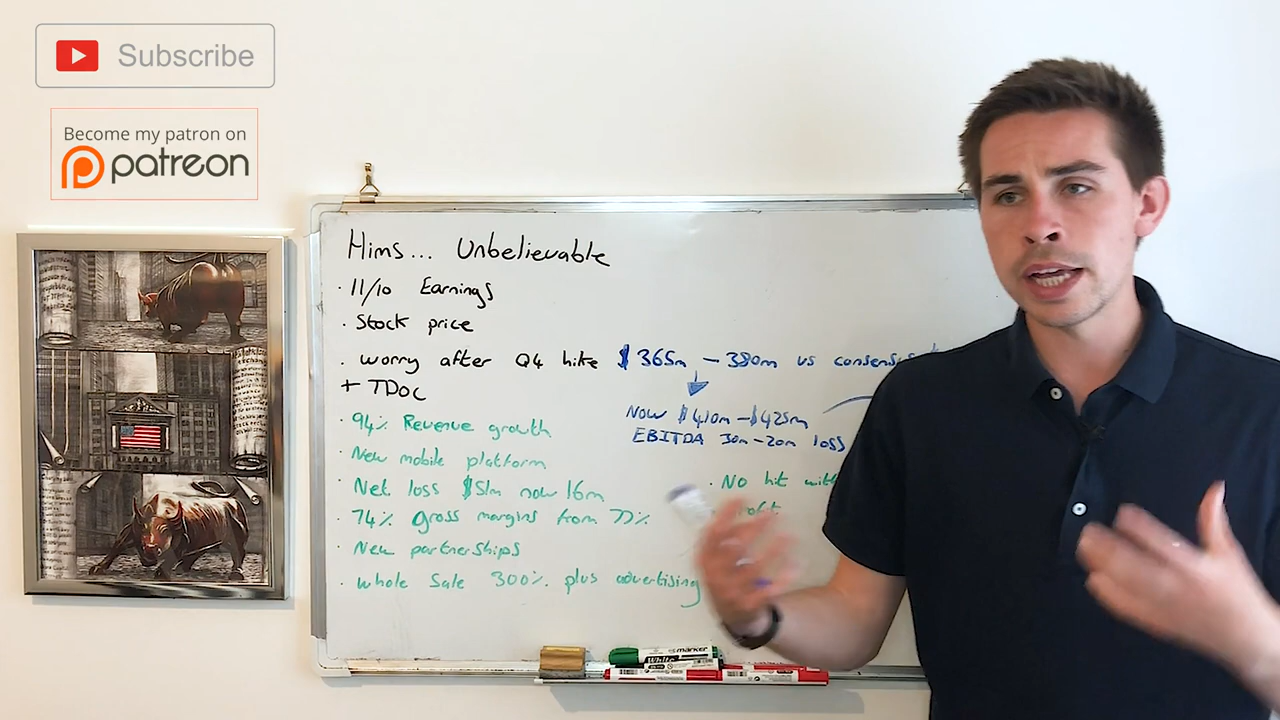 Subscribe
Become my patron on
patreon
Hims... Unbelievable
· 11/10 Earnings
· Stock price
· worry after Q4 hike $365m – 380m vs consensus
+ TDoc
Now $410m – $425m
EBITDA 30m – 20m loss
· 94% Revenue growth
· New mobile platform
· Net loss $51m now 16m
· No hit with
· 74% gross margins from 77%
· New partnerships
· whole Sale 300% plus advertising
marker